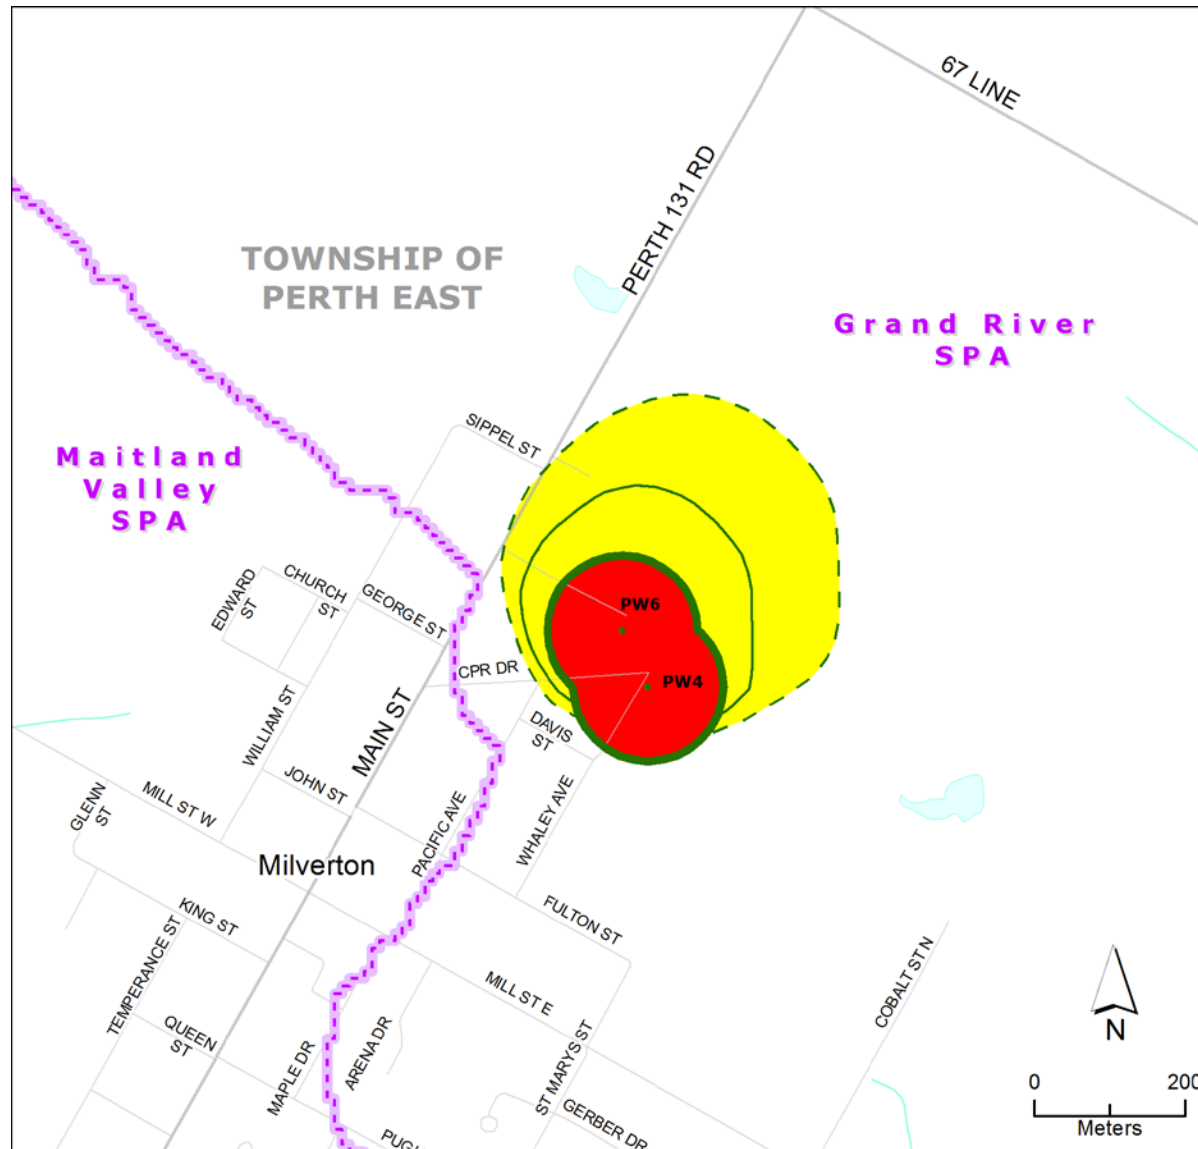 67 LINE
PERTH 131 RD
TOWNSHIP OF
PERTH EAST
Grand River
SPA
SIPPEL ST
Maitland
Valley
SPA
EDWARD
ST
CHURCH
ST
GEORGE ST
PW6
CPR DR
PW4
WILLIAM ST
MAIN ST
DAVIS
ST
JOHN ST
GLENN
ST
MILL ST W
PACIFIC AVE
WHALEY AVE
Milverton
KING ST
FULTON ST
TEMPERANCE ST
QUEEN
ST
MILL ST E
COBALT ST N
MAPLE DR
ARENA DR
ST MARYS ST
GERBER DR
N
0 200
Meters